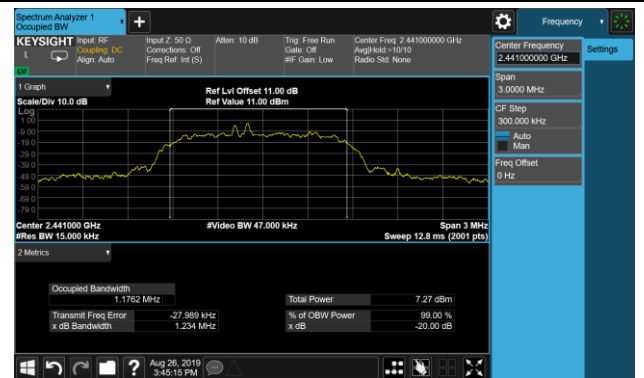 Spectrum Analyzer 1
Occupied BW
Frequency
KEYSIGHT
L
Input: RF
Coupling: DC
Align: Auto
Input Z: 50 Ω
Corrections: Off
Freq Ref: Int (S)
Atten: 10 dB
Trig: Free Run
Gate: Off
#IF Gain: Low
Center Freq: 2.441000000 GHz
Avg|Hold:>10/10
Radio Std: None
Center Frequency
2.441000000 GHz
Settings
Span
3.0000 MHz
CF Step
300.000 kHz
Auto
Man
Freq Offset
0 Hz
1 Graph
Scale/Div 10.0 dB
Ref Lvl Offset 11.00 dB
Ref Value 11.00 dBm
Log
1.00
-9.00
-19.0
-29.0
-39.0
-49.0
-59.0
-69.0
-79.0
Center 2.441000 GHz
#Video BW 47.000 kHz
Span 3 MHz
#Res BW 15.000 kHz
Sweep 12.8 ms (2001 pts)
2 Metrics
Occupied Bandwidth
1.1762 MHz
Total Power 7.27 dBm
Transmit Freq Error -27.989 kHz
% of OBW Power 99.00 %
x dB Bandwidth 1.234 MHz
x dB -20.00 dB
?
Aug 26, 2019
3:45:15 PM